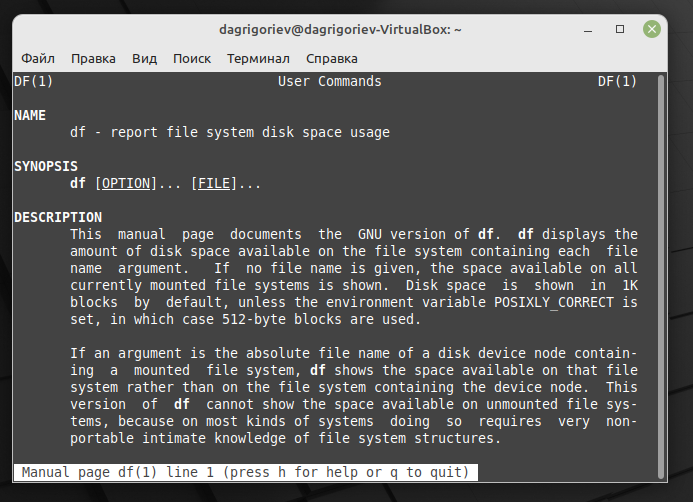 dagrigoriev@dagrigoriev-VirtualBox: ~
Файл Правка Вид Поиск Терминал Справка
DF(1) User Commands DF(1)
NAME
df - report file system disk space usage
SYNOPSIS
df [OPTION]... [FILE]...
DESCRIPTION
This manual page documents the GNU version of df. df displays the
amount of disk space available on the file system containing each file
name argument. If no file name is given, the space available on all
currently mounted file systems is shown. Disk space is shown in 1K
blocks by default, unless the environment variable POSIXLY_CORRECT is
set, in which case 512-byte blocks are used.
If an argument is the absolute file name of a disk device node contain-
ing a mounted file system, df shows the space available on that file
system rather than on the file system containing the device node. This
version of df cannot show the space available on unmounted file sys-
tems, because on most kinds of systems doing so requires very non-
portable intimate knowledge of file system structures.
Manual page df(1) line 1 (press h for help or q to quit)